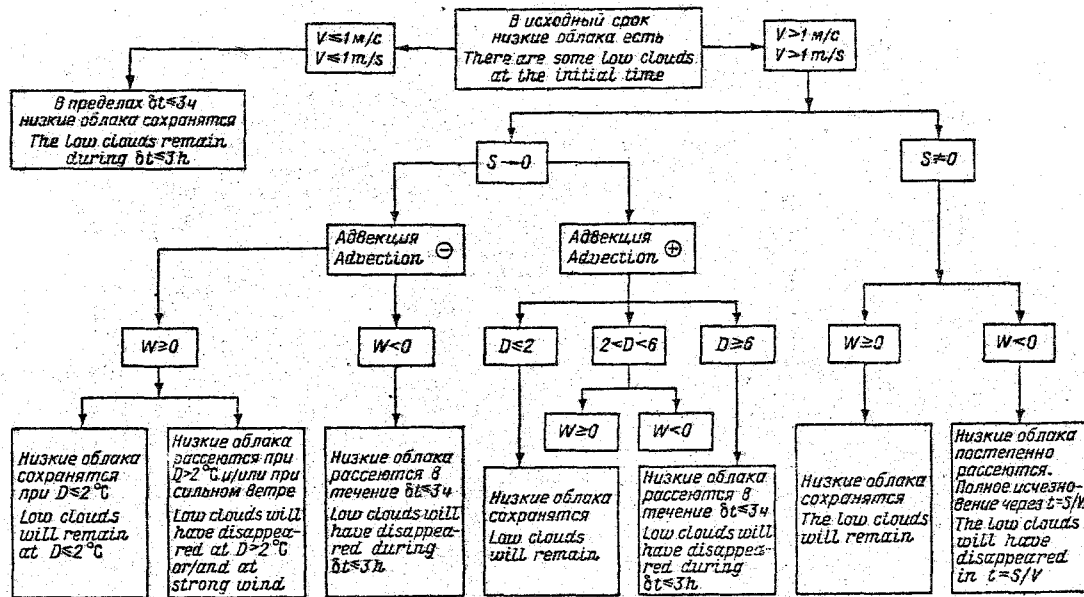 В исходный срок
низкие облака есть
There are some low clouds
at the initial time
V≤1 м/с
V≤1 m/s
V>1 м/с
V>1 m/s
В пределах δt≤3ч
низкие облака сохранятся
The low clouds remain
during δt≤3h
S→0
S≠0
Адвекция
Advection ⊖
Адвекция
Advection ⊕
W≥0
W<0
D≤2
2<D<6
D≥6
W≥0
W<0
W≥0
W<0
Низкие облака
сохранятся
при D≤2°C
Low clouds
will remain
at D≤2°C
Низкие облака
рассеются при
D>2°C и/или при
сильном ветре
Low clouds will
have disappea-
red at D>2°C
or/and at
strong wind
Низкие облака
рассеются в
течение δt≤3ч
Low clouds will
have disappea-
red during
δt≤3h
Низкие облака
сохранятся
Low clouds
will remain
Низкие облака
рассеются в
течение δt≤3ч
Low clouds will
have disappea-
red during
δt≤3h
Низкие облака
сохранятся
The low clouds
will remain
Низкие облака
постепенно
рассеются.
Полное исчезно-
вение через t=S/V
The low clouds
will have
disappeared
in t=S/V